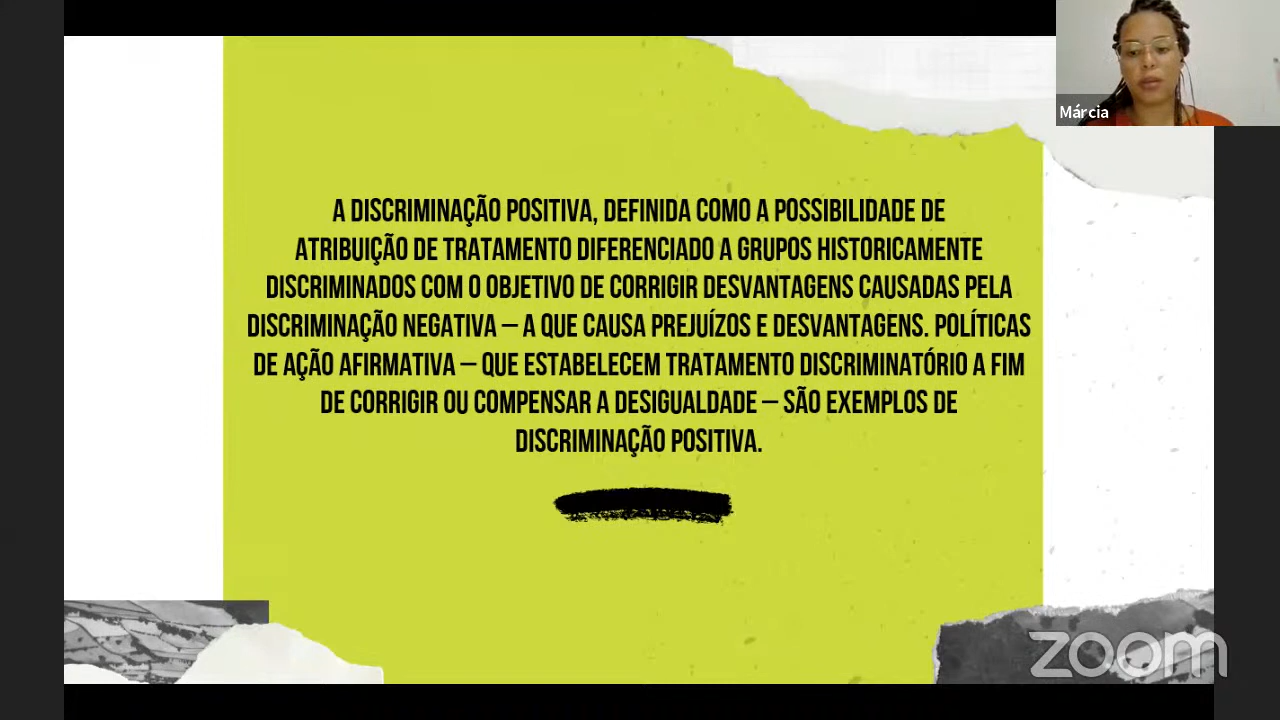 Márcia
A DISCRIMINAÇÃO POSITIVA, DEFINIDA COMO A POSSIBILIDADE DE
ATRIBUIÇÃO DE TRATAMENTO DIFERENCIADO A GRUPOS HISTORICAMENTE
DISCRIMINADOS COM O OBJETIVO DE CORRIGIR DESVANTAGENS CAUSADAS PELA
DISCRIMINAÇÃO NEGATIVA – A QUE CAUSA PREJUÍZOS E DESVANTAGENS. POLÍTICAS
DE AÇÃO AFIRMATIVA – QUE ESTABELECEM TRATAMENTO DISCRIMINATÓRIO A FIM
DE CORRIGIR OU COMPENSAR A DESIGUALDADE – SÃO EXEMPLOS DE
DISCRIMINAÇÃO POSITIVA.
zoom